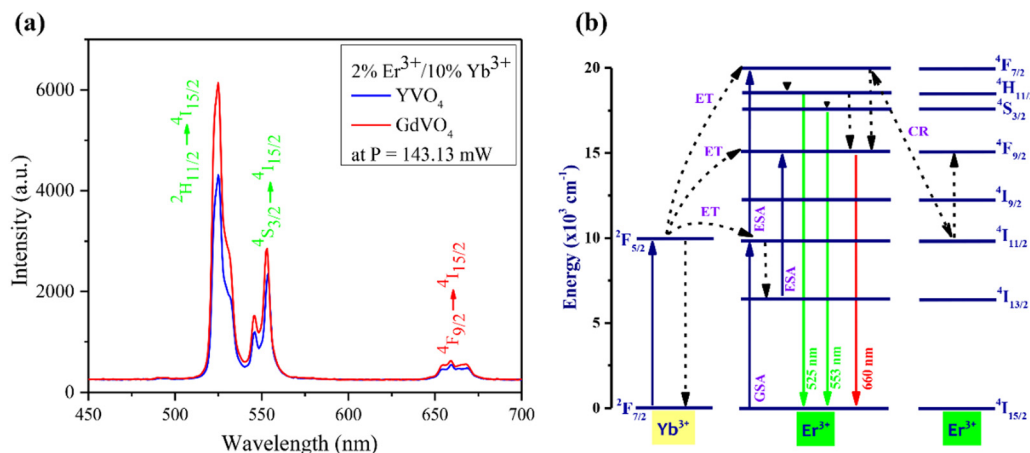 (a)
6000
4000
2000
0
Intensity (a.u.)
450 500 550 600 650 700
Wavelength (nm)
2% Er³⁺/10% Yb³⁺
YVO₄
GdVO₄
at P = 143.13 mW
²H₁₁/₂ → ⁴I₁₅/₂
⁴S₃/₂ → ⁴I₁₅/₂
⁴F₉/₂ → ⁴I₁₅/₂
(b)
20
15
10
5
0
Energy (x10³ cm⁻¹)
²F₅/₂
²F₇/₂
ET
ET
ET
ESA
ESA
GSA
CR
525 nm
553 nm
660 nm
⁴F₇/₂
⁴H₁₁/
⁴S₃/₂
⁴F₉/₂
⁴I₉/₂
⁴I₁₁/₂
⁴I₁₃/₂
⁴I₁₅/₂
Yb³⁺
Er³⁺
Er³⁺